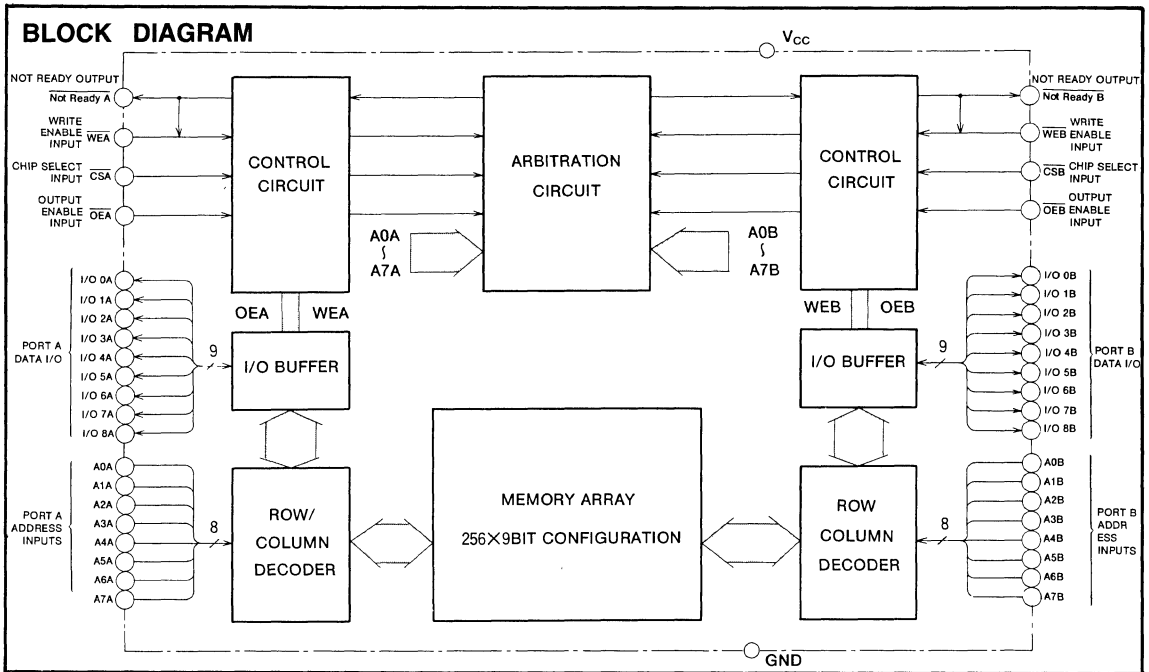 BLOCK DIAGRAM
VCC
NOT READY OUTPUT
Not Ready A
WRITE
ENABLE
INPUT
WEA
CHIP SELECT
INPUT
CSA
OUTPUT
ENABLE
INPUT
OEA
CONTROL
CIRCUIT
ARBITRATION
CIRCUIT
A0A
~
A7A
A0B
~
A7B
CONTROL
CIRCUIT
NOT READY OUTPUT
Not Ready B
WEB
WRITE
ENABLE
INPUT
CSB
CHIP SELECT
INPUT
OEB
OUTPUT
ENABLE
INPUT
PORT A
DATA I/O
I/O 0A
I/O 1A
I/O 2A
I/O 3A
I/O 4A
I/O 5A
I/O 6A
I/O 7A
I/O 8A
9
OEA WEA
I/O BUFFER
WEB OEB
I/O BUFFER
9
I/O 0B
I/O 1B
I/O 2B
I/O 3B
I/O 4B
I/O 5B
I/O 6B
I/O 7B
I/O 8B
PORT B
DATA I/O
PORT A
ADDRESS
INPUTS
A0A
A1A
A2A
A3A
A4A
A5A
A6A
A7A
8
ROW/
COLUMN
DECODER
MEMORY ARRAY
256×9BIT CONFIGURATION
ROW
COLUMN
DECODER
8
A0B
A1B
A2B
A3B
A4B
A5B
A6B
A7B
PORT B
ADDR
ESS
INPUTS
GND